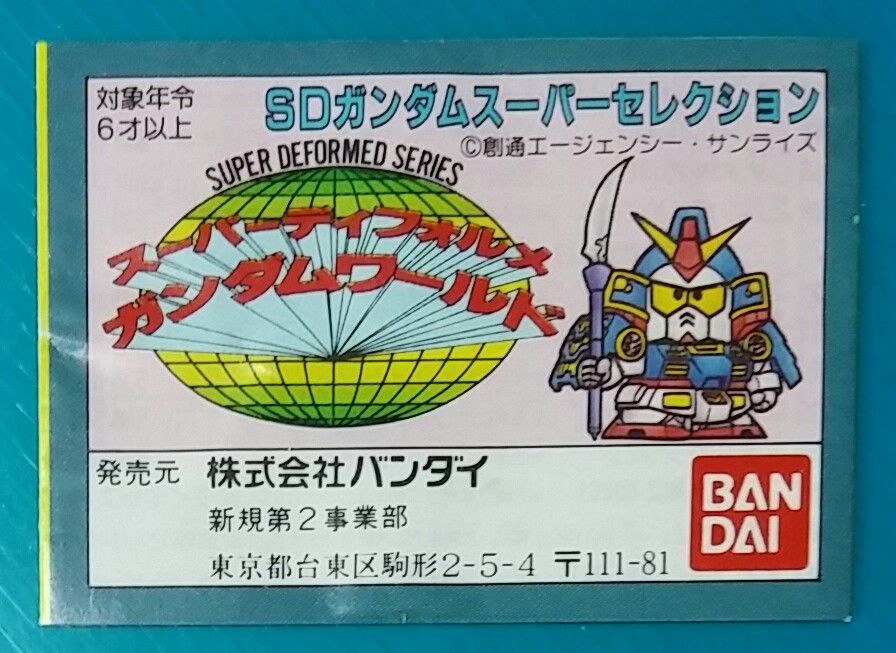 対象年令
6才以上
SDガンダムスーパーセレクション
©創通エージェンシー・サンライズ
SUPER DEFORMED SERIES
スーパーディフォルメ
ガンダムワールド
発売元 株式会社バンダイ
新規第2事業部
東京都台東区駒形2-5-4 〒111-81
BAN
DAI